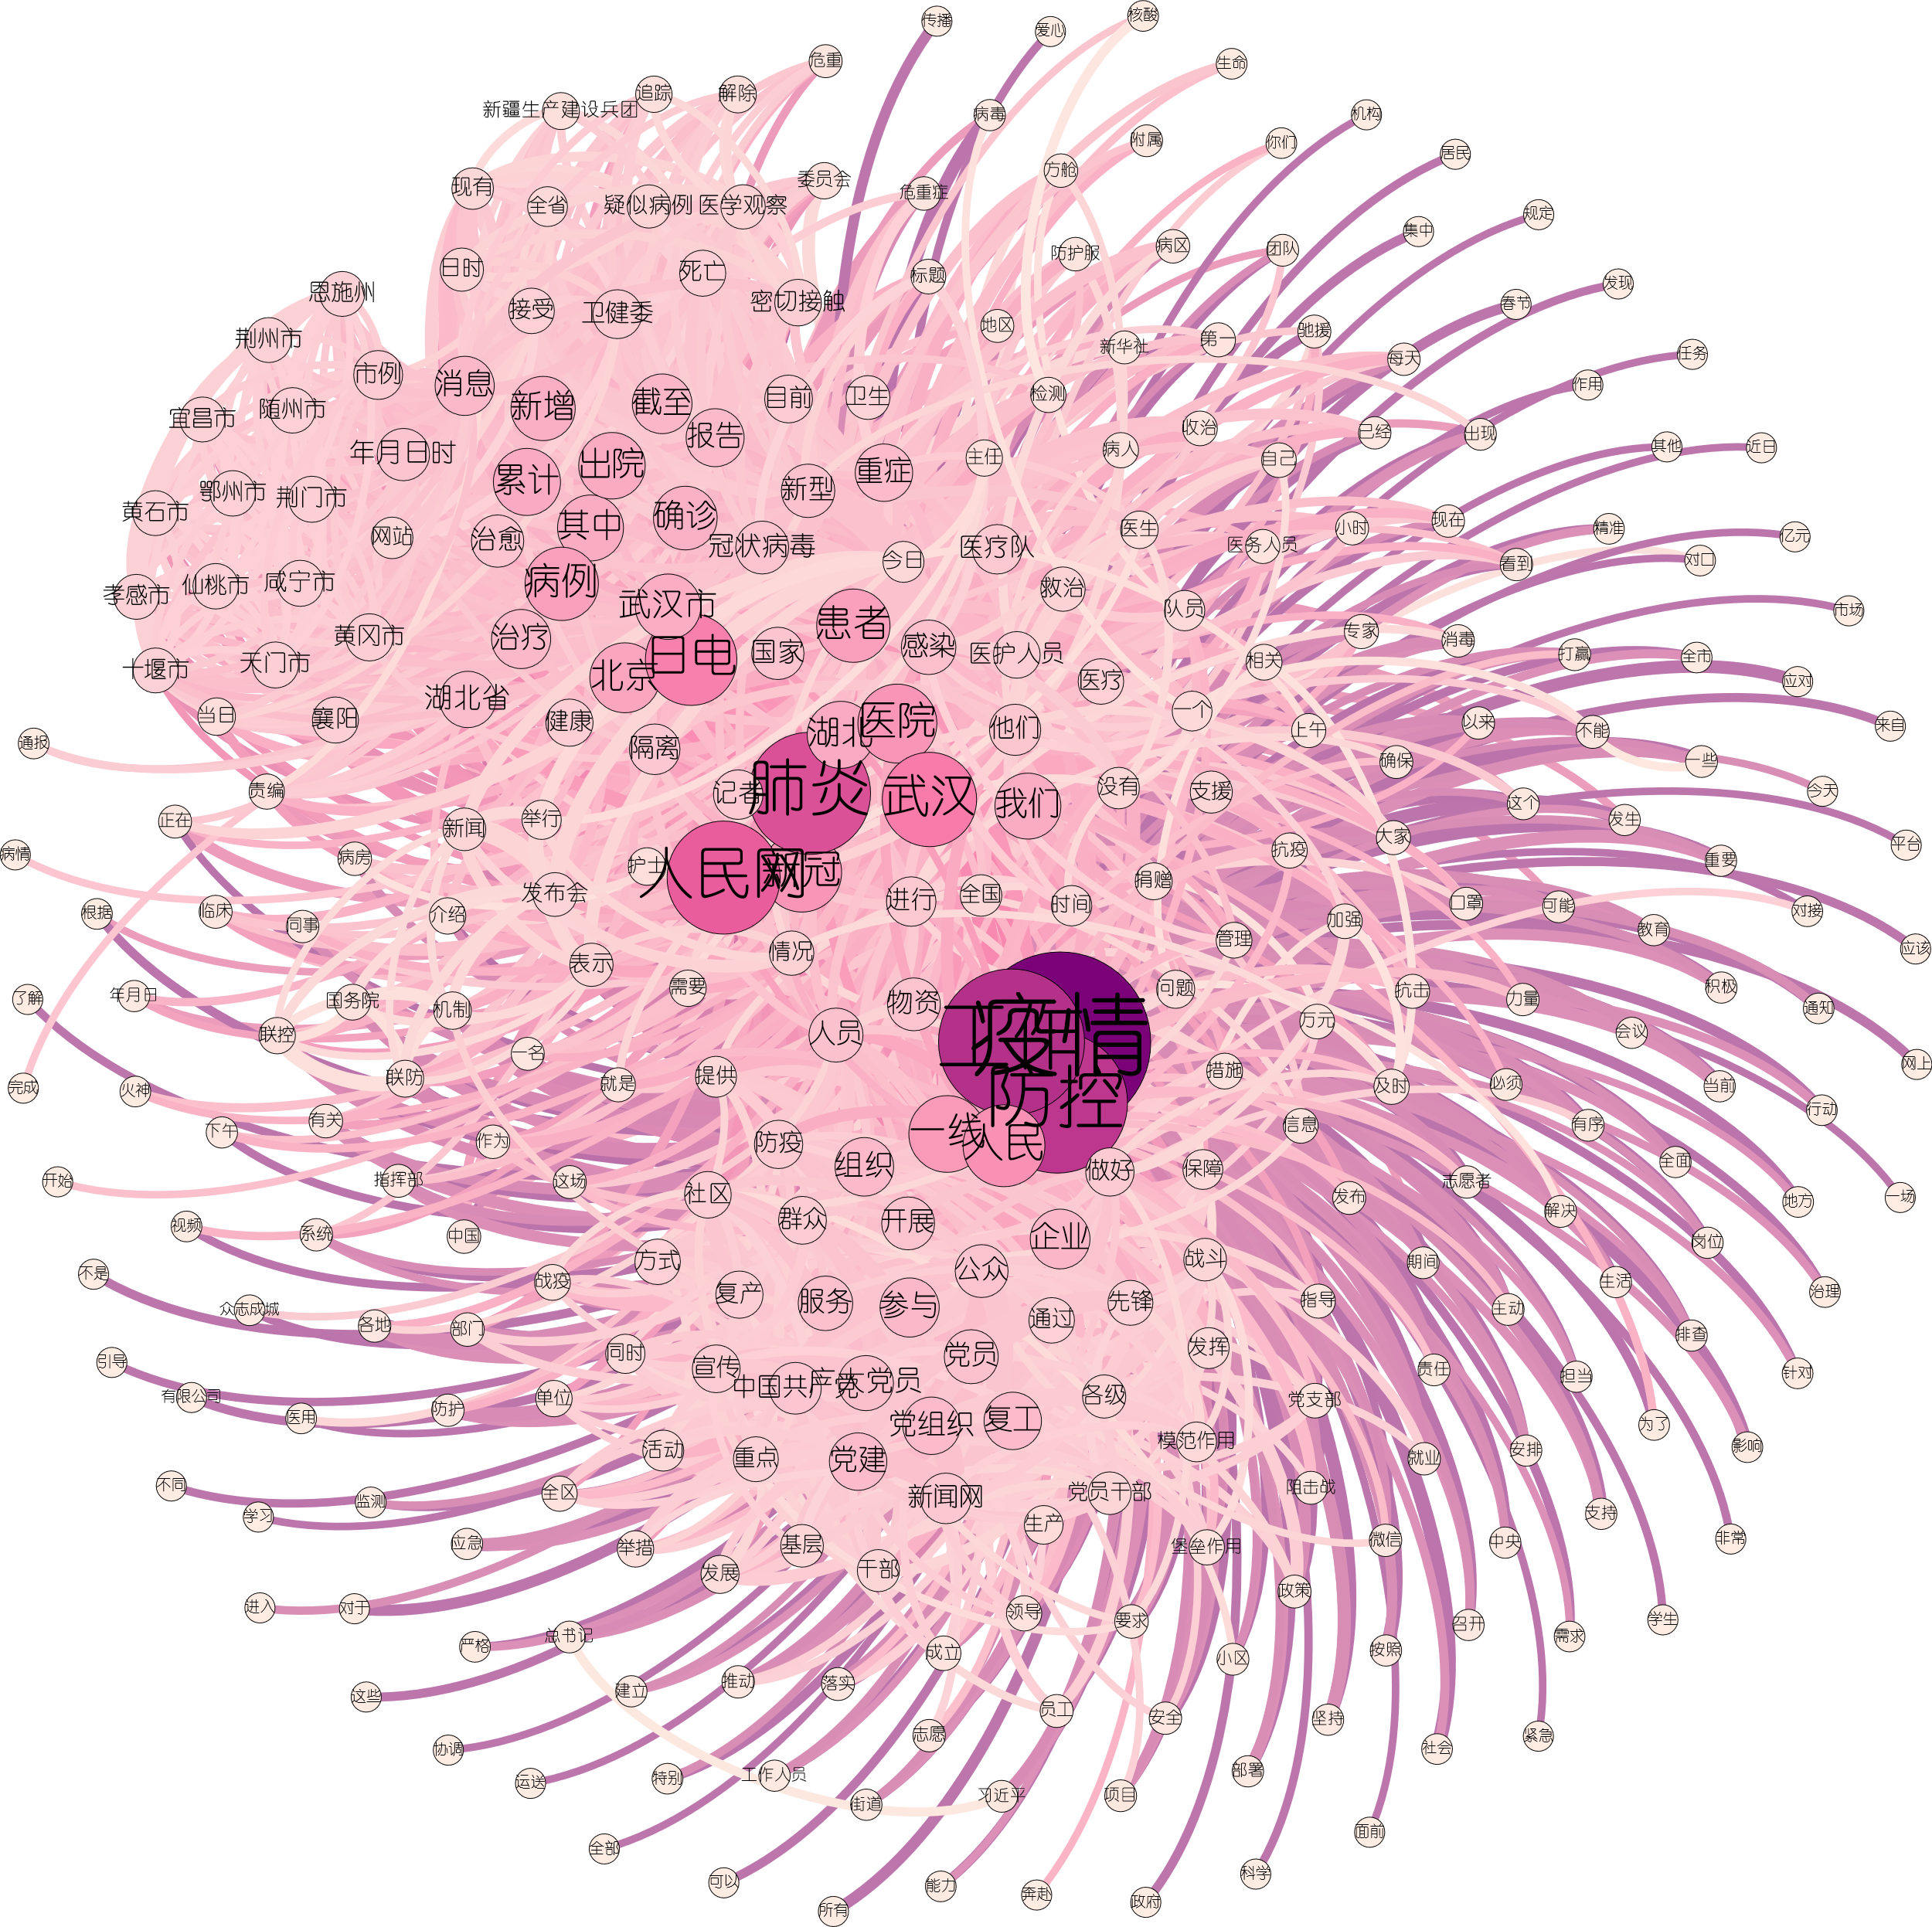 传播
核酸
爱心
危重
生命
解除
追踪
新疆生产建设兵团
病毒
机构
附属
你们
居民
方舱
委员会
现有
危重症
全省
疑似病例
医学观察
规定
集中
病区
团队
防护服
日时
死亡
标题
发现
恩施州
密切接触
春节
接受
卫健委
地区
荆州市
新华社
第一
驰援
任务
每天
市例
消息
作用
检测
目前
卫生
新增
截至
随州市
宜昌市
报告
收治
已经
出现
其他
近日
病人
年月日时
主任
自己
出院
重症
累计
新型
鄂州市
荆门市
黄石市
确诊
现在
其中
小时
精准
医生
网站
治愈
冠状病毒
医疗队
医务人员
亿元
今日
对口
看到
病例
仙桃市
咸宁市
救治
孝感市
武汉市
队员
市场
患者
黄冈市
治疗
专家
消毒
国家
感染
医护人员
打赢
全市
日电
相关
天门市
十堰市
北京
医疗
应对
湖北省
一个
当日
襄阳
健康
医院
以来
来自
湖北
他们
上午
不能
通报
隔离
确保
一些
肺炎
武汉
没有
支援
今天
责编
记者
我们
这个
正在
新闻
举行
发生
大家
平台
病情
病房
抗疫
重要
护士
人民网
新冠
捐赠
发布会
进行
全国
时间
口罩
可能
对接
根据
临床
介绍
加强
同事
教育
管理
应该
情况
表示
年月日
需要
问题
抗击
积极
了解
国务院
物资
力量
通知
机制
万元
联控
人员
工作
疫情
会议
一名
网上
联防
就是
提供
措施
完成
火神
防控
及时
必须
当前
有关
行动
下午
一线
人民
信息
有序
作为
防疫
组织
做好
保障
全面
开始
指挥部
这场
社区
志愿者
发布
地方
一场
视频
系统
群众
开展
解决
中国
企业
岗位
方式
战斗
期间
不是
公众
战疫
复产
服务
参与
先锋
指导
生活
治理
众志成城
各地
部门
通过
主动
排查
发挥
同时
引导
宣传
党员
责任
担当
针对
有限公司
单位
中国共产党
广大党员
各级
党支部
防护
医用
党组织
复工
为了
模范作用
活动
重点
党建
就业
安排
影响
不同
全区
新闻网
党员干部
阻击战
监测
学习
生产
支持
应急
举措
基层
堡垒作用
微信
中央
非常
发展
干部
政策
进入
对于
领导
要求
学生
召开
总书记
严格
需求
成立
小区
按照
推动
落实
建立
这些
员工
安全
坚持
志愿
紧急
协调
社会
特别
工作人员
部署
运送
习近平
项目
街道
面前
全部
科学
可以
能力
奔赴
政府
所有